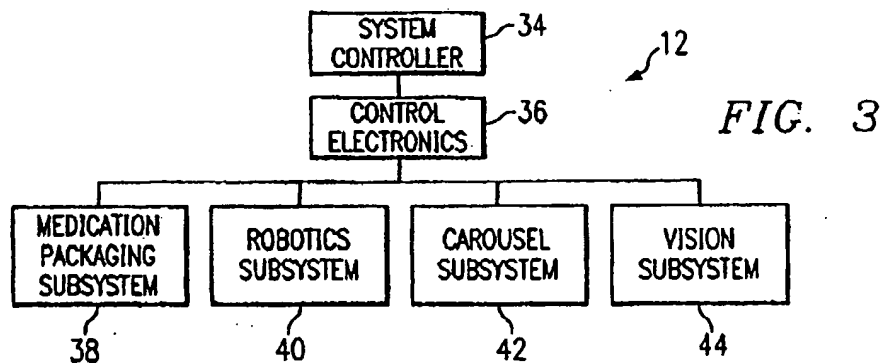 SYSTEM
CONTROLLER
34
12
CONTROL
ELECTRONICS
36
FIG. 3
MEDICATION
PACKAGING
SUBSYSTEM
ROBOTICS
SUBSYSTEM
CAROUSEL
SUBSYSTEM
VISION
SUBSYSTEM
38
40
42
44